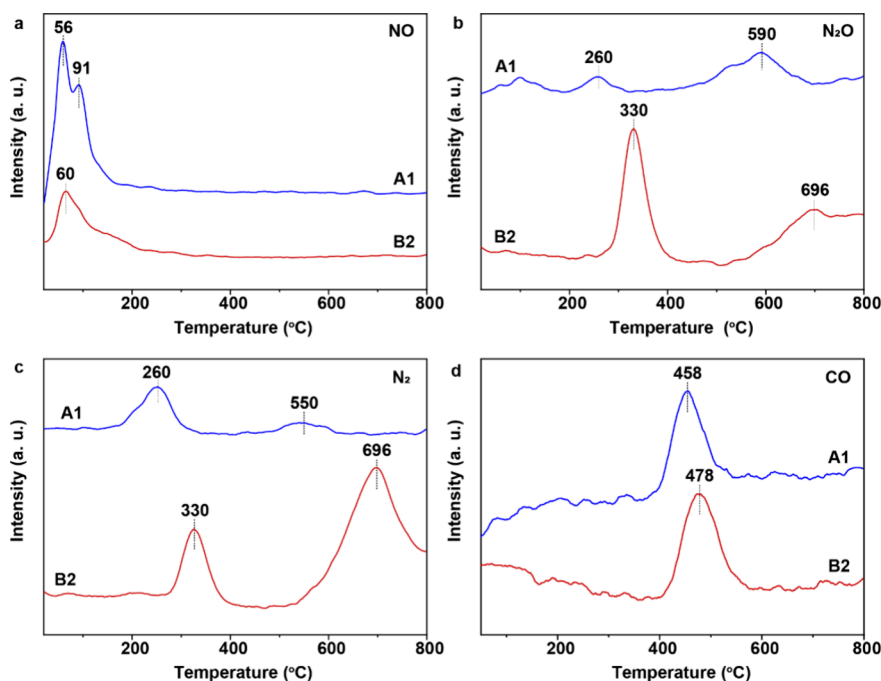 a
NO
56
91
A1
60
B2
Intensity (a. u.)
200
400
600
800
Temperature (°C)
b
N₂O
A1
260
590
330
696
B2
Intensity (a. u.)
200
400
600
800
Temperature (°C)
c
N₂
260
A1
550
696
330
B2
Intensity (a. u.)
200
400
600
800
Temperature (°C)
d
CO
458
A1
478
B2
Intensity (a. u.)
200
400
600
800
Temperature (°C)